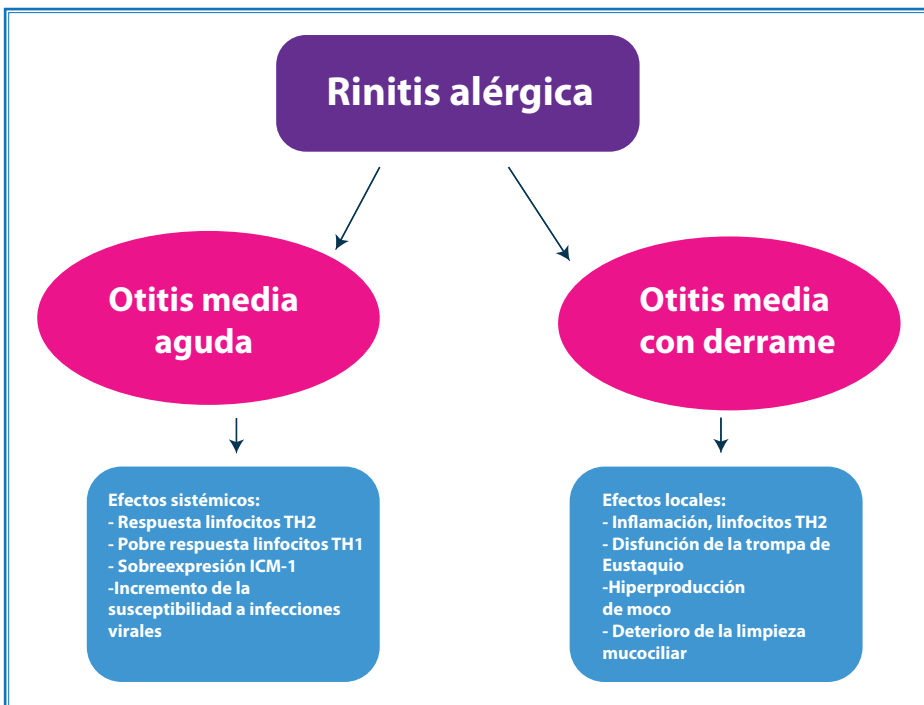 Rinitis alérgica
Otitis media
aguda
Otitis media
con derrame
Efectos sistémicos:
- Respuesta linfocitos TH2
- Pobre respuesta linfocitos TH1
- Sobreexpresión ICM-1
-Incremento de la
susceptibilidad a infecciones
virales
Efectos locales:
- Inflamación, linfocitos TH2
- Disfunción de la trompa de
Eustaquio
-Hiperproducción
de moco
- Deterioro de la limpieza
mucociliar